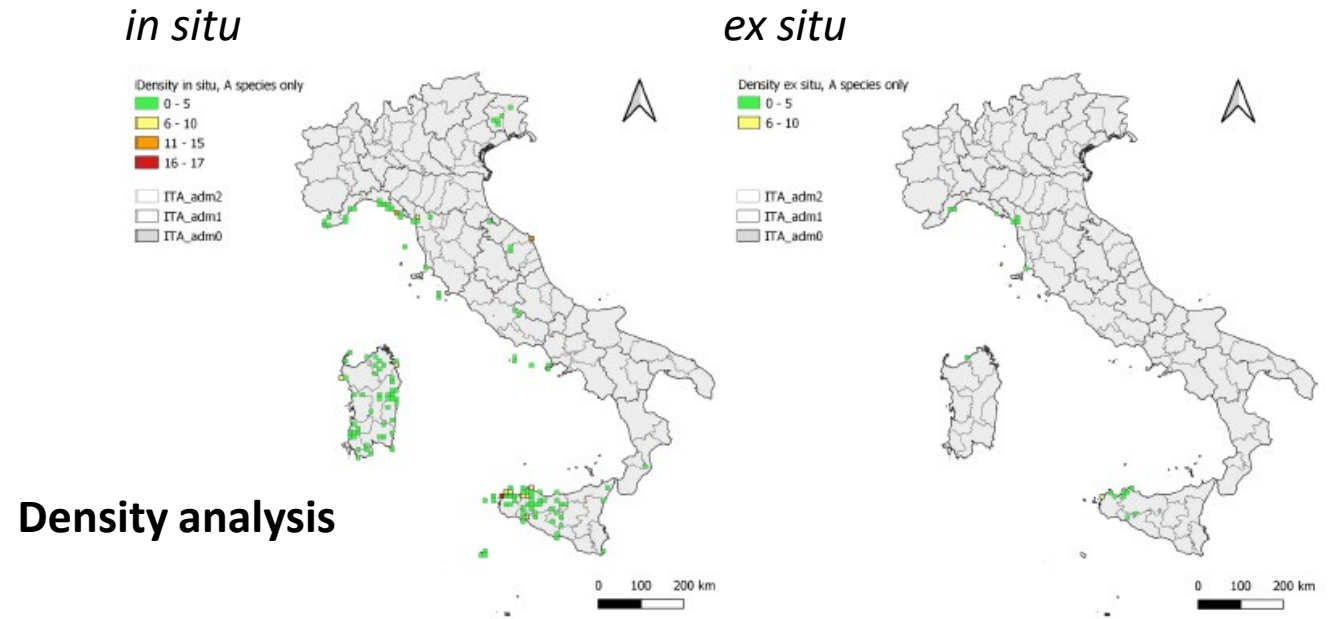 in situ
ex situ
Density in situ, A species only
0 - 5
6 - 10
11 - 15
16 - 17
ITA_adm2
ITA_adm1
ITA_adm0
Density ex situ, A species only
0 - 5
6 - 10
ITA_adm2
ITA_adm1
ITA_adm0
Density analysis
0 100 200 km
0 100 200 km